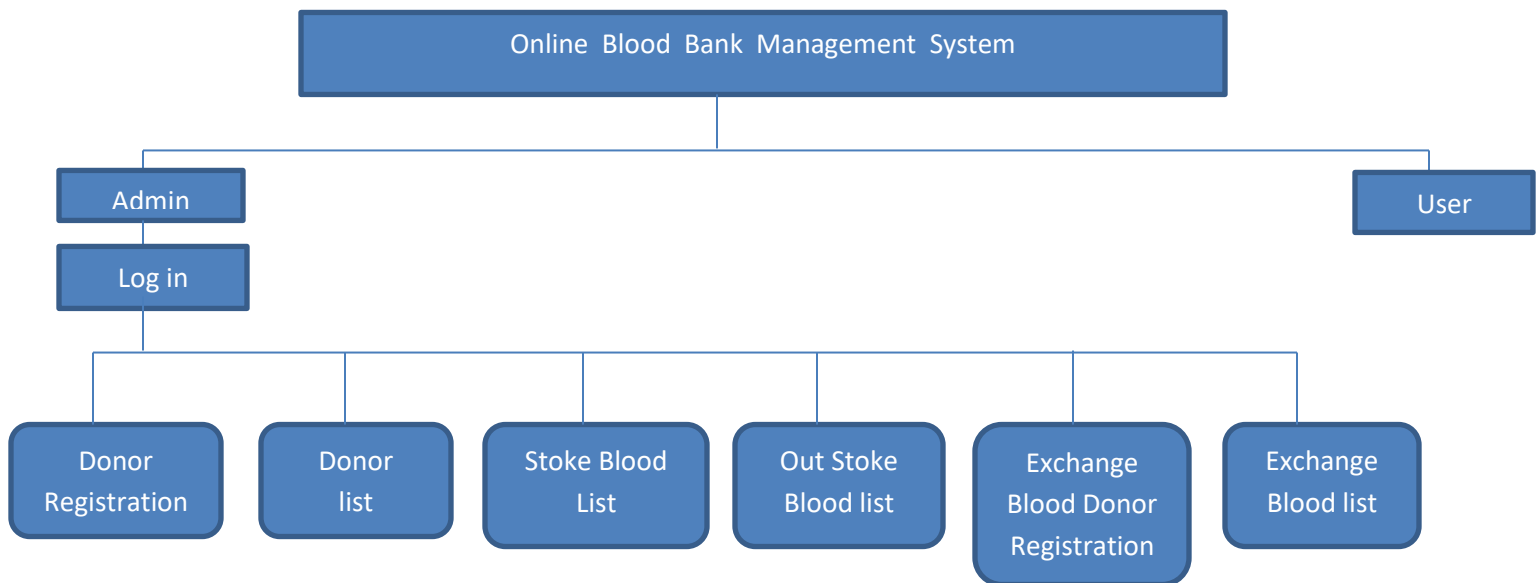 Online Blood Bank Management System
Admin
User
Log in
Donor
Registration
Donor
list
Stoke Blood
List
Out Stoke
Blood list
Exchange
Blood Donor
Registration
Exchange
Blood list